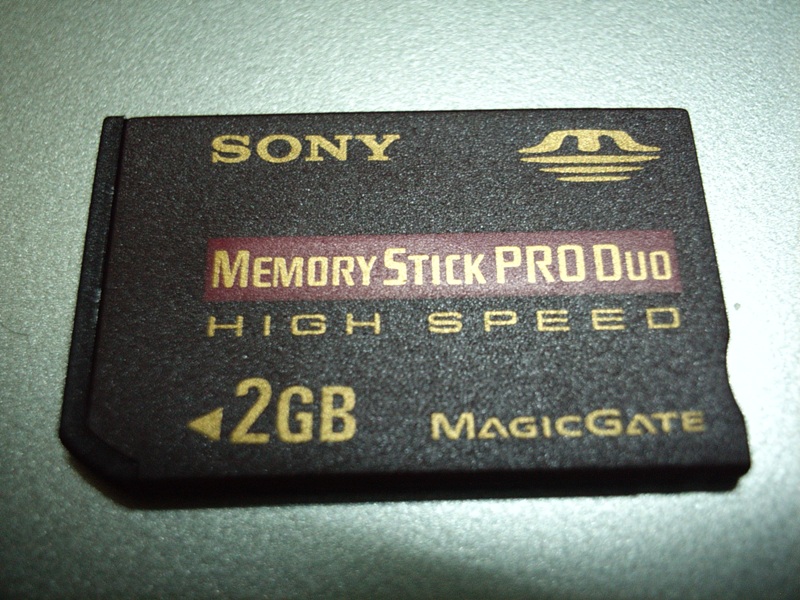 SONY
MEMORY STICK PRO DUO
HIGH SPEED
2GB
MAGICGATE